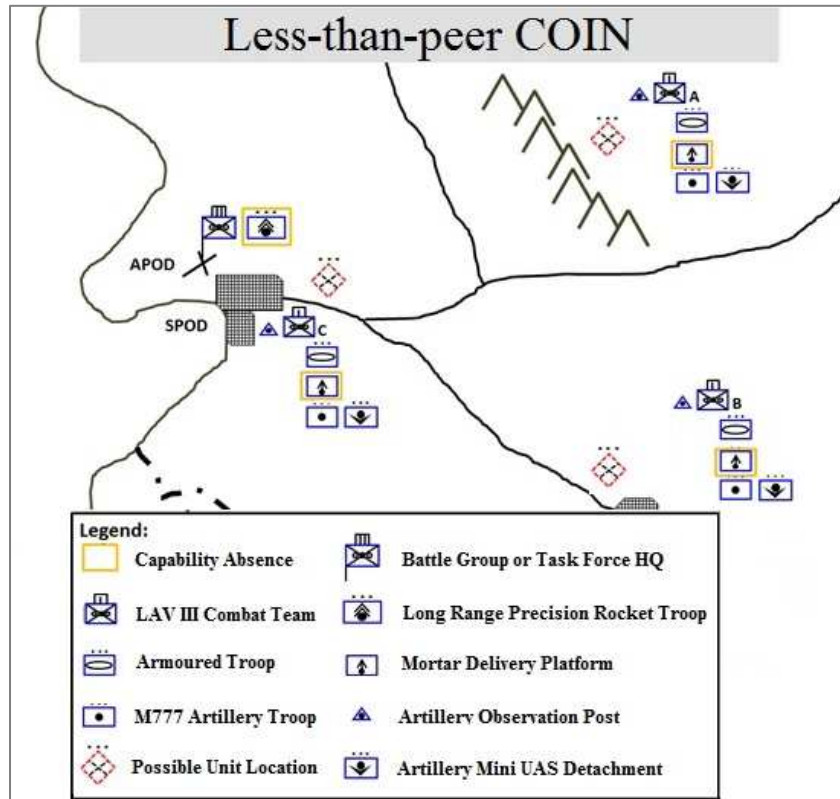 Less-than-peer COIN
A
APOD
SPOD
C
B
Legend:
Capability Absence
Battle Group or Task Force HQ
LAV III Combat Team
Long Range Precision Rocket Troop
Armoured Troop
Mortar Delivery Platform
M777 Artillery Troop
Artillery Observation Post
Possible Unit Location
Artillery Mini UAS Detachment